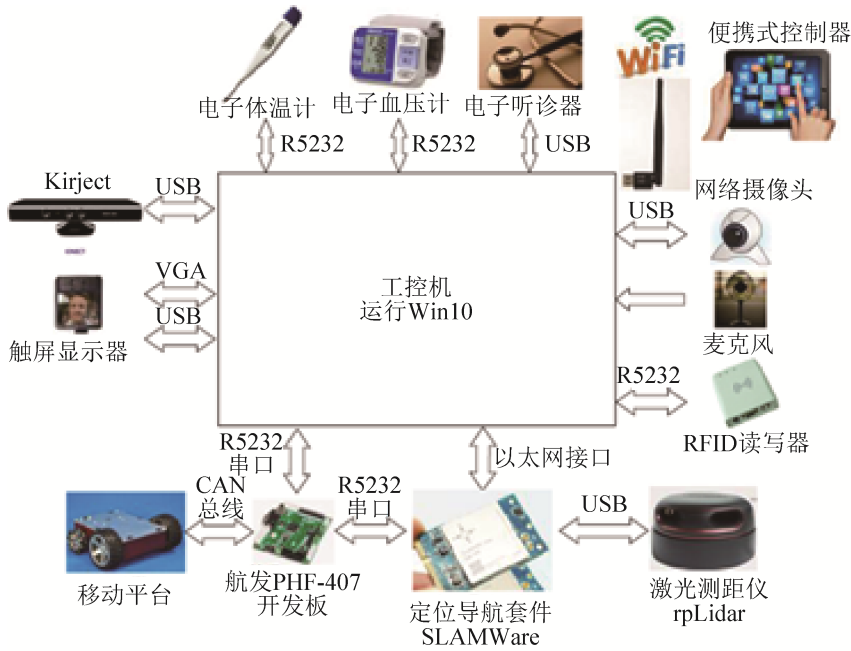 WiFi
便携式控制器
电子体温计
电子血压计
电子听诊器
R5232
R5232
USB
Kirject
USB
网络摄像头
USB
VGA
工控机
运行Win10
USB
触屏显示器
麦克风
R5232
RFID读写器
R5232
串口
以太网接口
CAN
总线
R5232
串口
USB
移动平台
航发PHF-407
开发板
定位导航套件
SLAMWare
激光测距仪
rpLidar